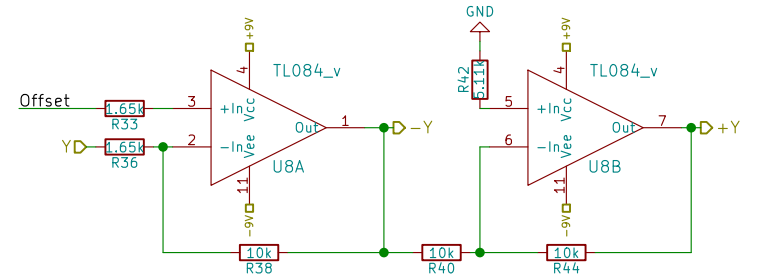 GND
+9V
+9V
TL084_v
TL084_v
4
4
R42
5.11k
Offset
1.65k
R33
3
+In
Vcc
5
+In
Vcc
Out
1
-Y
Out
7
+Y
Y
1.65k
R36
2
-In
Vee
6
-In
Vee
U8A
U8B
11
11
-9V
-9V
10k
R38
10k
R40
10k
R44